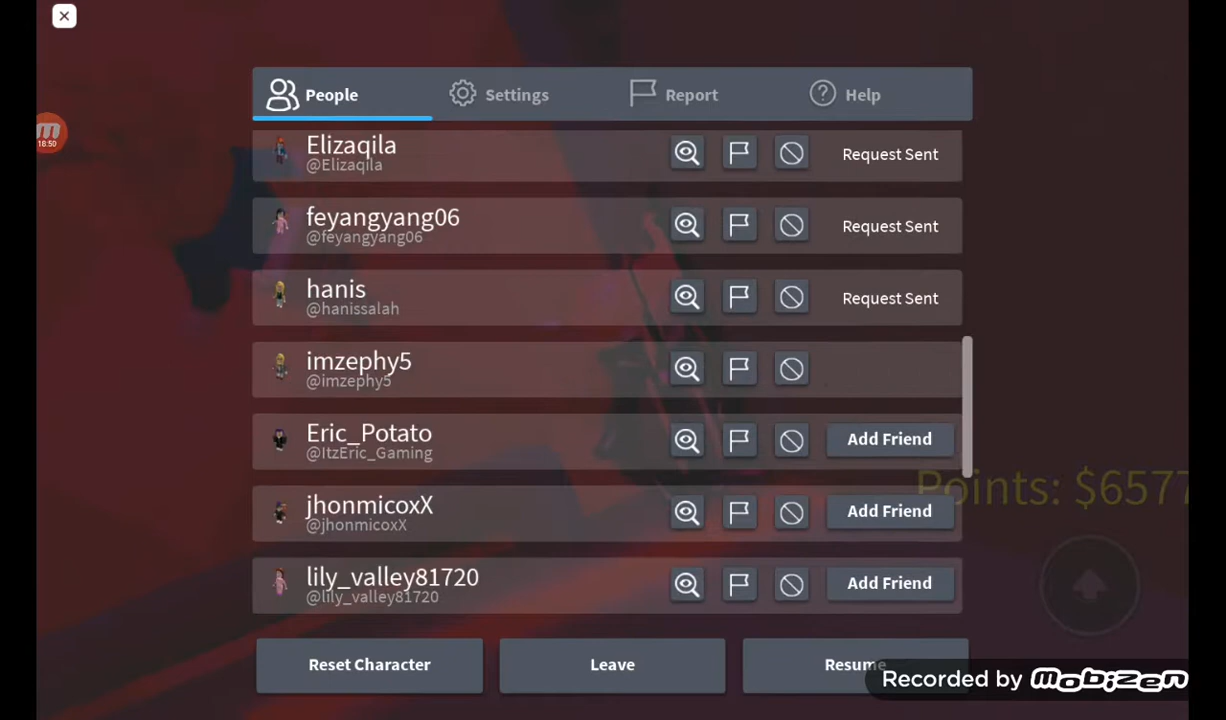 People Settings Report Help
Elizaqila
@Elizaqila
Request Sent
feyangyang06
@feyangyang06
Request Sent
hanis
@hanissalah
Request Sent
imzephy5
@imzephy5
Eric_Potato
@ItzEric_Gaming
Add Friend
Points: $6577
jhonmicoxX
@jhonmicoxX
Add Friend
lily_valley81720
@lily_valley81720
Add Friend
Reset Character Leave Resume
Recorded by mobizen
18:50